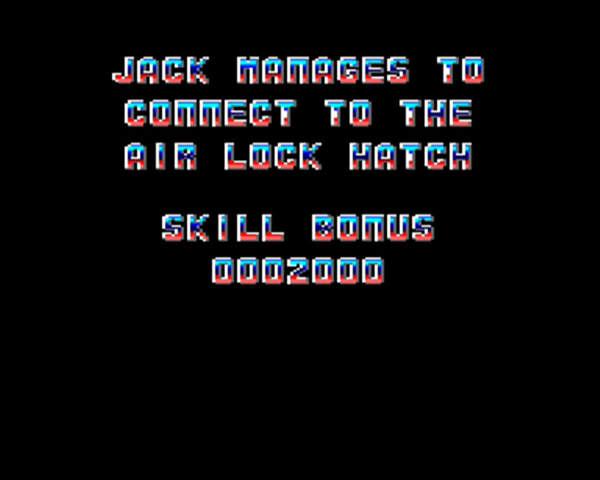 JACK MANAGES TO
CONNECT TO THE
AIR LOCK HATCH
SKILL BONUS
0002000